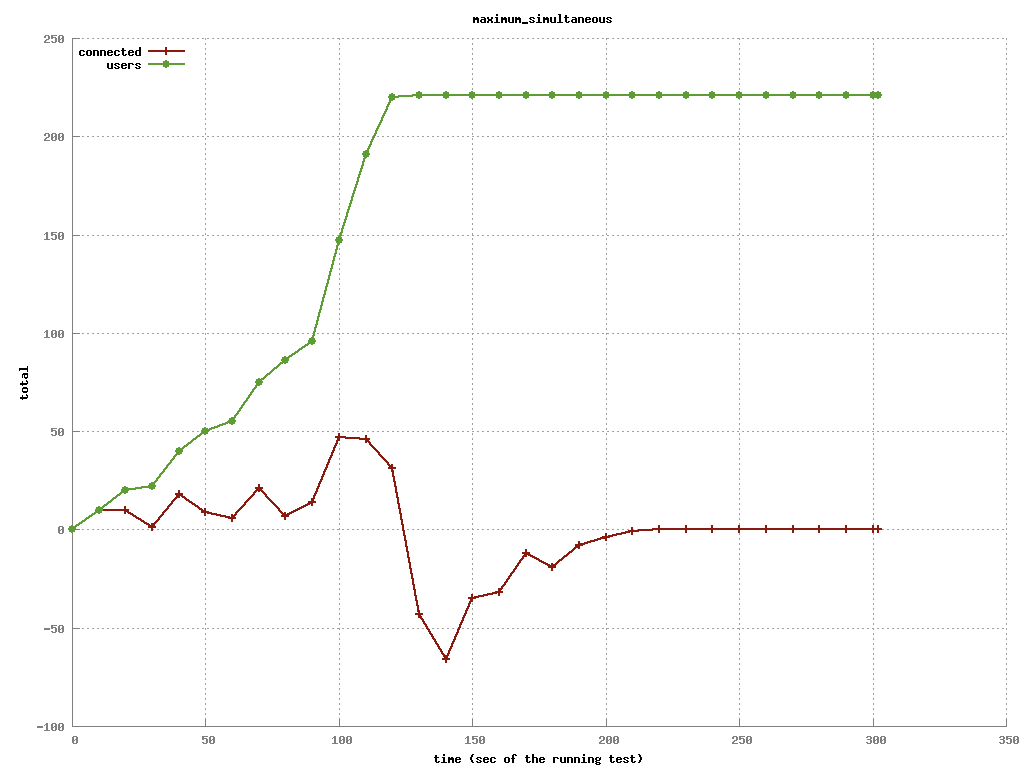 maximum_simultaneous
connected
users
250
200
150
100
50
0
-50
-100
total
0 50 100 150 200 250 300 350
time (sec of the running test)